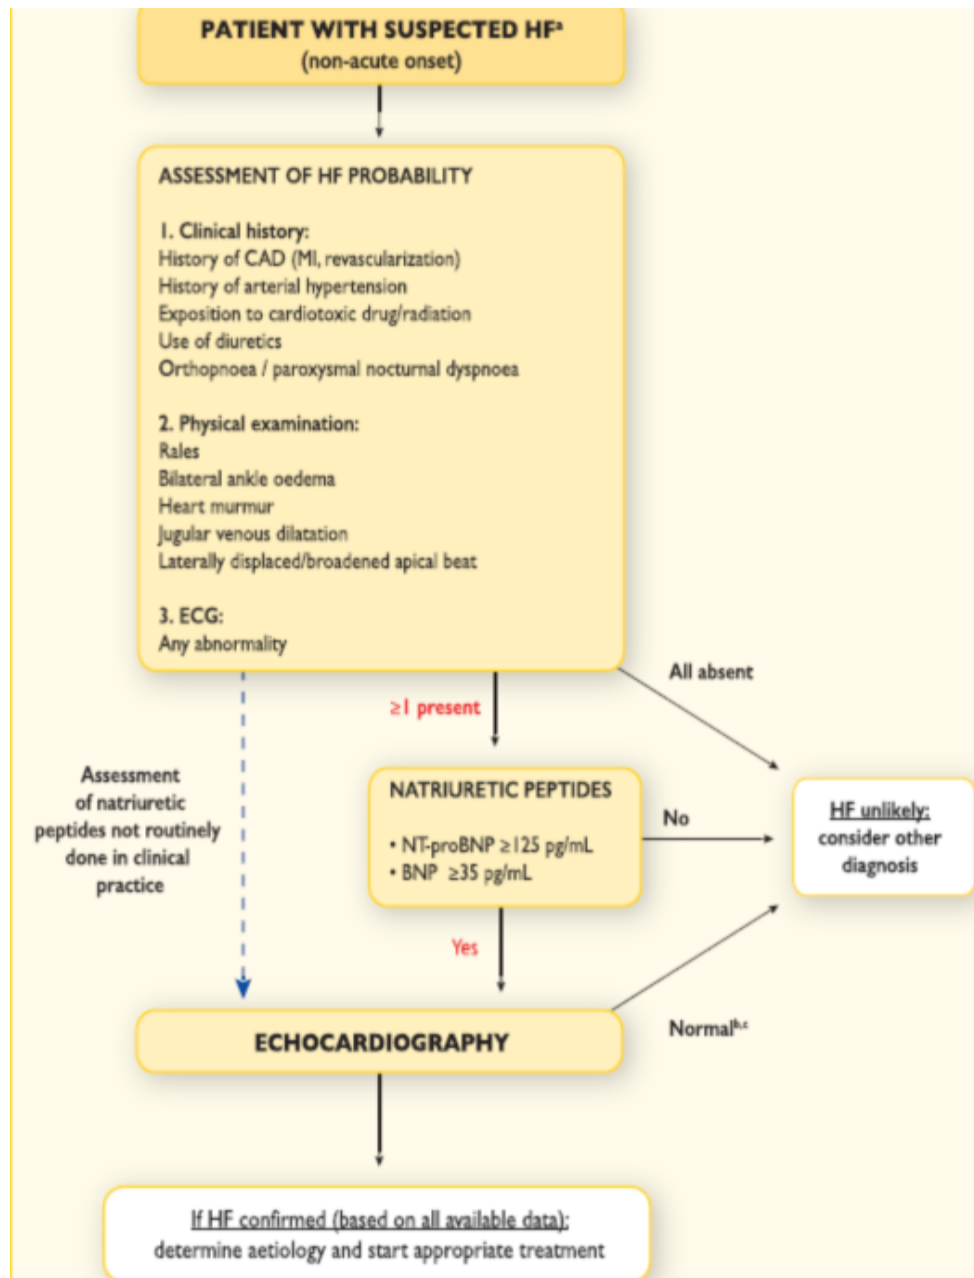 PATIENT WITH SUSPECTED HFᵃ
(non-acute onset)
ASSESSMENT OF HF PROBABILITY
1. Clinical history:
History of CAD (MI, revascularization)
History of arterial hypertension
Exposition to cardiotoxic drug/radiation
Use of diuretics
Orthopnoea / paroxysmal nocturnal dyspnoea
2. Physical examination:
Rales
Bilateral ankle oedema
Heart murmur
Jugular venous dilatation
Laterally displaced/broadened apical beat
3. ECG:
Any abnormality
All absent
≥1 present
Assessment
of natriuretic
peptides not routinely
done in clinical
practice
NATRIURETIC PEPTIDES
• NT-proBNP ≥125 pg/mL
• BNP ≥35 pg/mL
No
HF unlikely:
consider other
diagnosis
Yes
Normalᵇ,ᶜ
ECHOCARDIOGRAPHY
If HF confirmed (based on all available data):
determine aetiology and start appropriate treatment